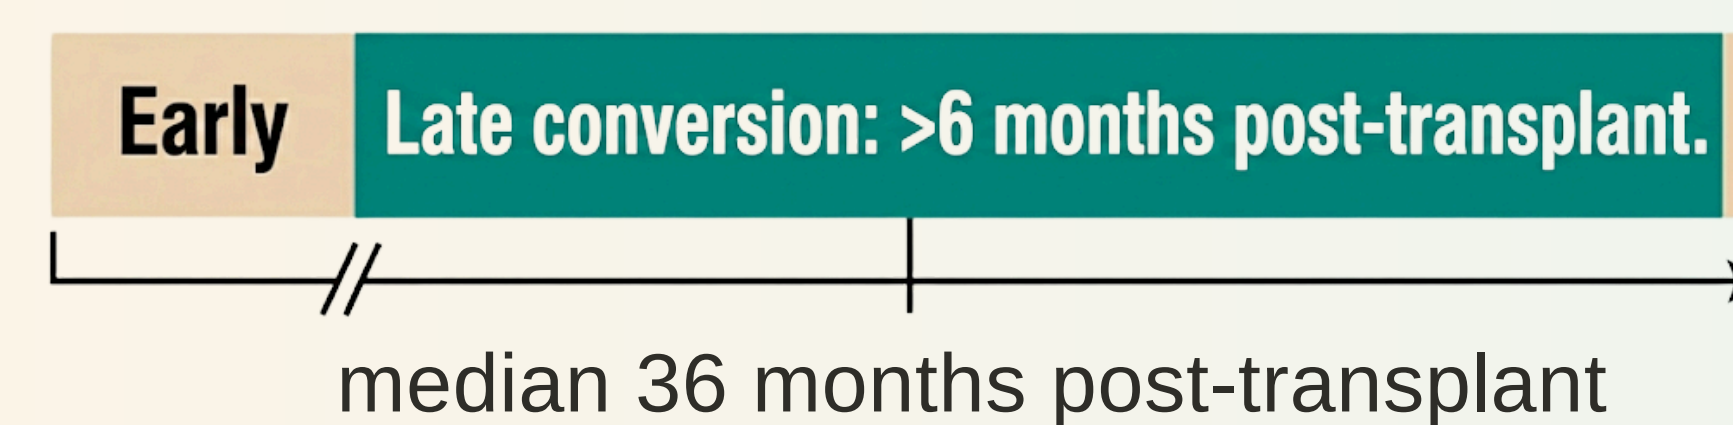 Early
Late conversion: >6 months post-transplant.
median 36 months post-transplant